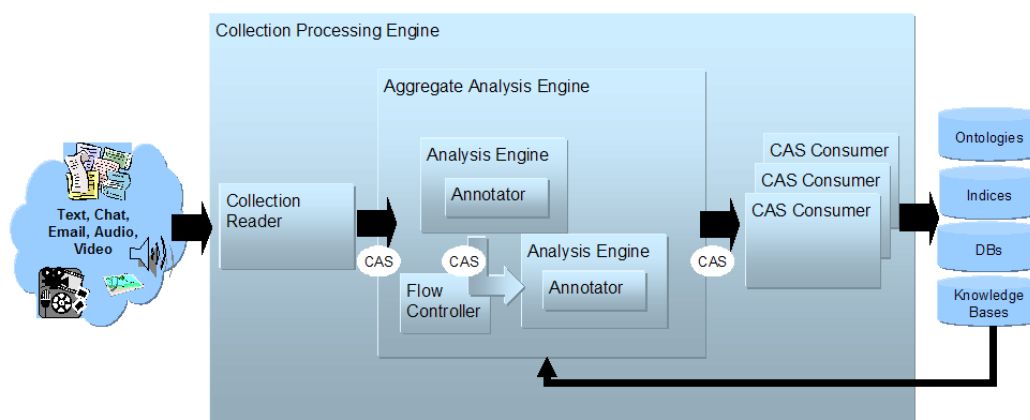 Collection Processing Engine
Aggregate Analysis Engine
Text, Chat,
Email, Audio,
Video
Collection
Reader
CAS
Analysis Engine
Annotator
CAS
Flow
Controller
Analysis Engine
Annotator
CAS
CAS Consumer
CAS Consumer
CAS Consumer
Ontologies
Indices
DBs
Knowledge
Bases